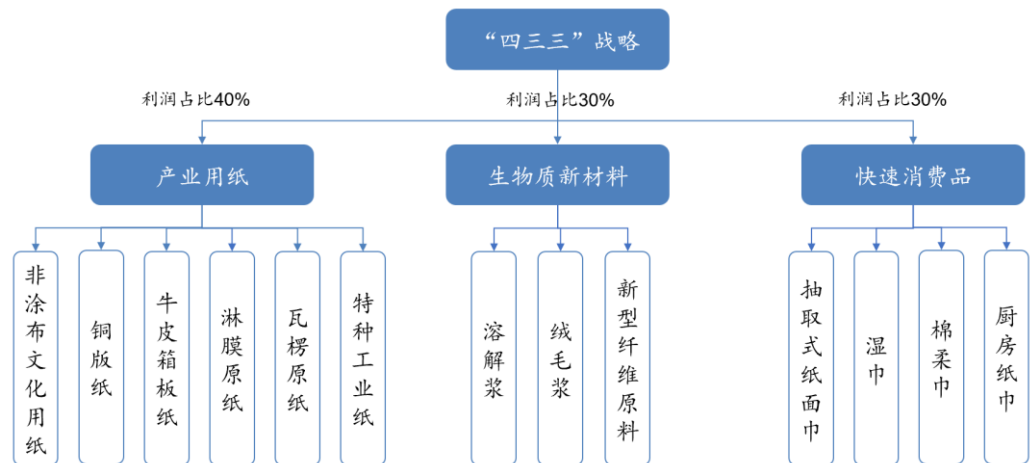 “四三三”战略
利润占比40%
利润占比30%
利润占比30%
产业用纸
生物质新材料
快速消费品
非涂布文化用纸
铜版纸
牛皮箱板纸
淋膜原纸
瓦楞原纸
特种工业纸
溶解浆
绒毛浆
新型纤维原料
抽取式纸面巾
湿巾
棉柔巾
厨房纸巾